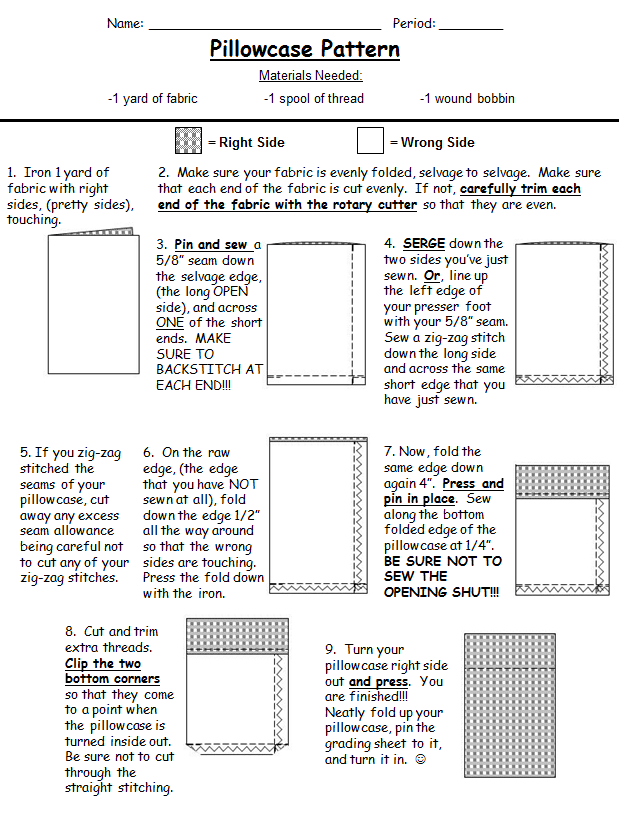 Name: ______________________________ Period: ________
Pillowcase Pattern
Materials Needed:
-1 yard of fabric -1 spool of thread -1 wound bobbin
= Right Side = Wrong Side
1. Iron 1 yard of
fabric with right
sides, (pretty sides),
touching.
2. Make sure your fabric is evenly folded, selvage to selvage. Make sure
that each end of the fabric is cut evenly. If not, carefully trim each
end of the fabric with the rotary cutter so that they are even.
3. Pin and sew a
5/8” seam down
the selvage edge,
(the long OPEN
side), and across
ONE of the short
ends. MAKE
SURE TO
BACKSTITCH AT
EACH END!!!
4. SERGE down the
two sides you’ve just
sewn. Or, line up
the left edge of
your presser foot
with your 5/8” seam.
Sew a zig-zag stitch
down the long side
and across the same
short edge that you
have just sewn.
5. If you zig-zag
stitched the
seams of your
pillowcase, cut
away any excess
seam allowance
being careful not
to cut any of your
zig-zag stitches.
6. On the raw
edge, (the edge
that you have NOT
sewn at all), fold
down the edge 1/2”
all the way around
so that the wrong
sides are touching.
Press the fold down
with the iron.
7. Now, fold the
same edge down
again 4”. Press and
pin in place. Sew
along the bottom
folded edge of the
pillowcase at 1/4”.
BE SURE NOT TO
SEW THE
OPENING SHUT!!!
8. Cut and trim
extra threads.
Clip the two
bottom corners
so that they come
to a point when
the pillowcase is
turned inside out.
Be sure not to cut
through the
straight stitching.
9. Turn your
pillowcase right side
out and press. You
are finished!!!
Neatly fold up your
pillowcase, pin the
grading sheet to it,
and turn it in. ☺